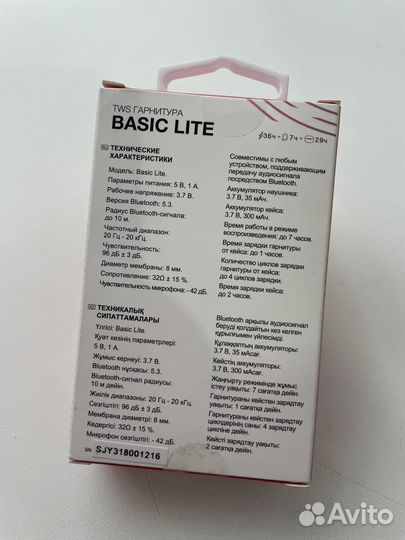 TWS ГАРНИТУРА
BASIC LITE
36ч = 7ч + 29ч
RU ТЕХНИЧЕСКИЕ
ХАРАКТЕРИСТИКИ
Модель: Basic Lite.
Параметры питания: 5 В, 1 А.
Рабочее напряжение: 3.7 В.
Версия Bluetooth: 5.3.
Радиус Bluetooth-сигнала:
до 10 м.
Частотный диапазон:
20 Гц - 20 кГц.
Чувствительность:
96 дБ ± 3 дБ.
Диаметр мембраны: 8 мм.
Сопротивление: 32Ω ± 15 %.
Чувствительность микрофона: -42 дБ.
Совместимы с любым
устройством, поддерживающим
передачу аудиосигнала
посредством Bluetooth.
Аккумулятор наушника:
3.7 В, 35 мАч.
Аккумулятор кейса:
3.7 В, 300 мАч.
Время работы в режиме
воспроизведения: до 7 часов.
Время зарядки гарнитуры
от кейса: до 1 часа.
Количество циклов зарядки
гарнитуры от кейса:
до 4 циклов зарядки.
Время зарядки кейса:
до 2 часов.
KZ ТЕХНИКАЛЫҚ
СИПАТТАМАЛАРЫ
Үлгісі: Basic Lite.
Қуат көзінің параметрлері:
5 В, 1 А.
Жұмыс кернеуі: 3.7 В.
Bluetooth нұсқасы: 5.3.
Bluetooth-сигнал радиусы:
10 м дейін.
Жиілік диапазоны: 20 Гц - 20 кГц.
Сезгіштігі: 96 дБ ± 3 дБ.
Мембрана диаметрі: 8 мм.
Кедергісі: 32Ω ± 15 %.
Микрофон сезгіштігі: - 42 дБ.
Bluetooth арқылы аудиосигнал
беруді қолдайтын кез келген
құрылғымен үйлесімді.
Құлаққаптың аккумуляторы:
3.7 В, 35 мАсағ.
Кейстің аккумуляторы:
3.7 В, 300 мАсағ.
Жаңғырту режимінде жұмыс
істеу уақыты: 7 сағатқа дейін.
Гарнитураны кейстен зарядтау
уақыты: 1 сағатқа дейін.
Гарнитураны кейстен зарядтау
циклдерінің саны: 4 зарядтау
цикліне дейін.
Кейсті зарядтау уақыты:
2 сағатқа дейін.
SN SJY318001216
Avito